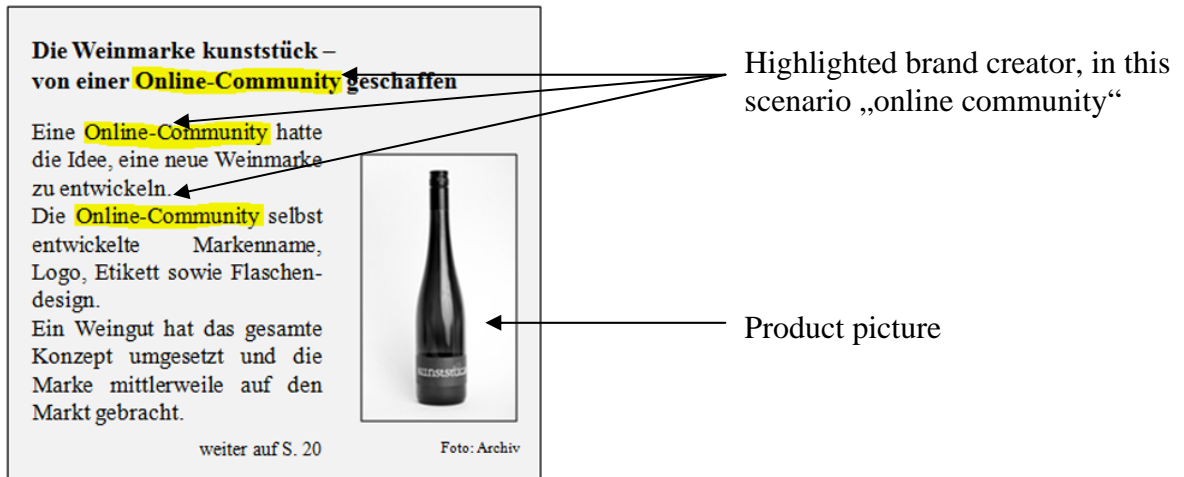 Die Weinmarke kunststück –
von einer Online-Community geschaffen
Eine Online-Community hatte
die Idee, eine neue Weinmarke
zu entwickeln.
Die Online-Community selbst
entwickelte Markenname,
Logo, Etikett sowie Flaschen-
design.
Ein Weingut hat das gesamte
Konzept umgesetzt und die
Marke mittlerweile auf den
Markt gebracht.
weiter auf S. 20
kunststück
Foto: Archiv
Highlighted brand creator, in this
scenario „online community“
Product picture